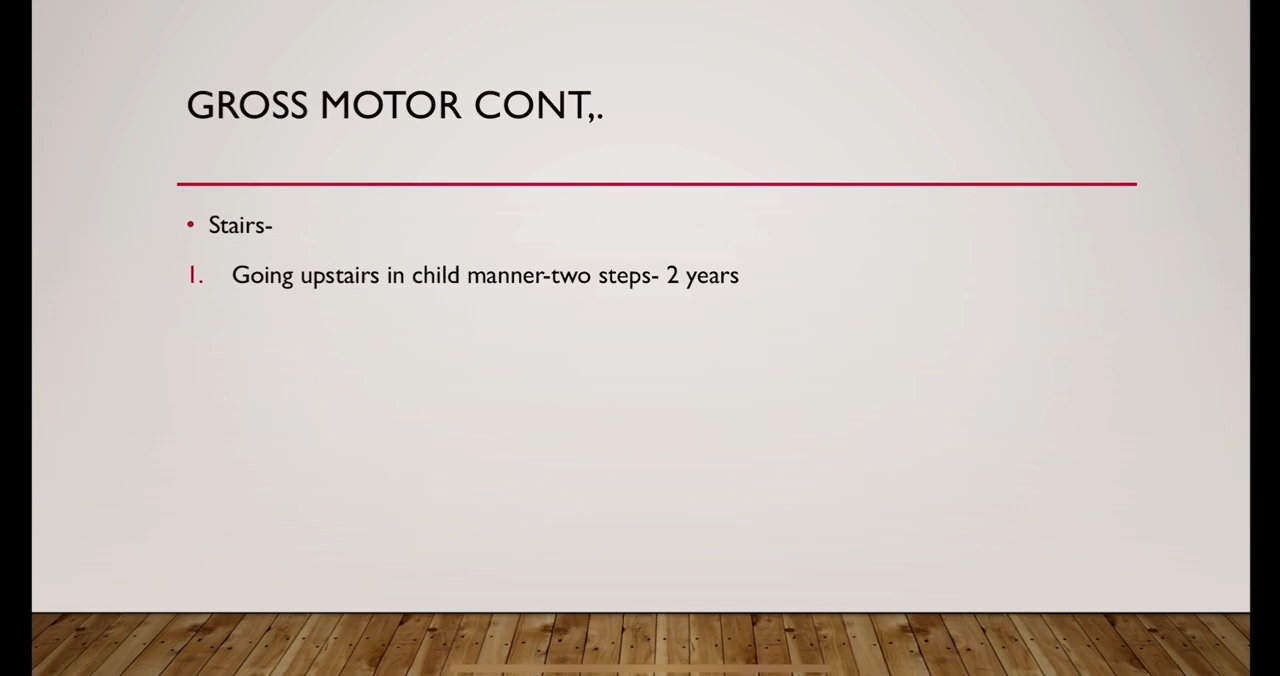 GROSS MOTOR CONT,.
• Stairs-
1. Going upstairs in child manner-two steps- 2 years